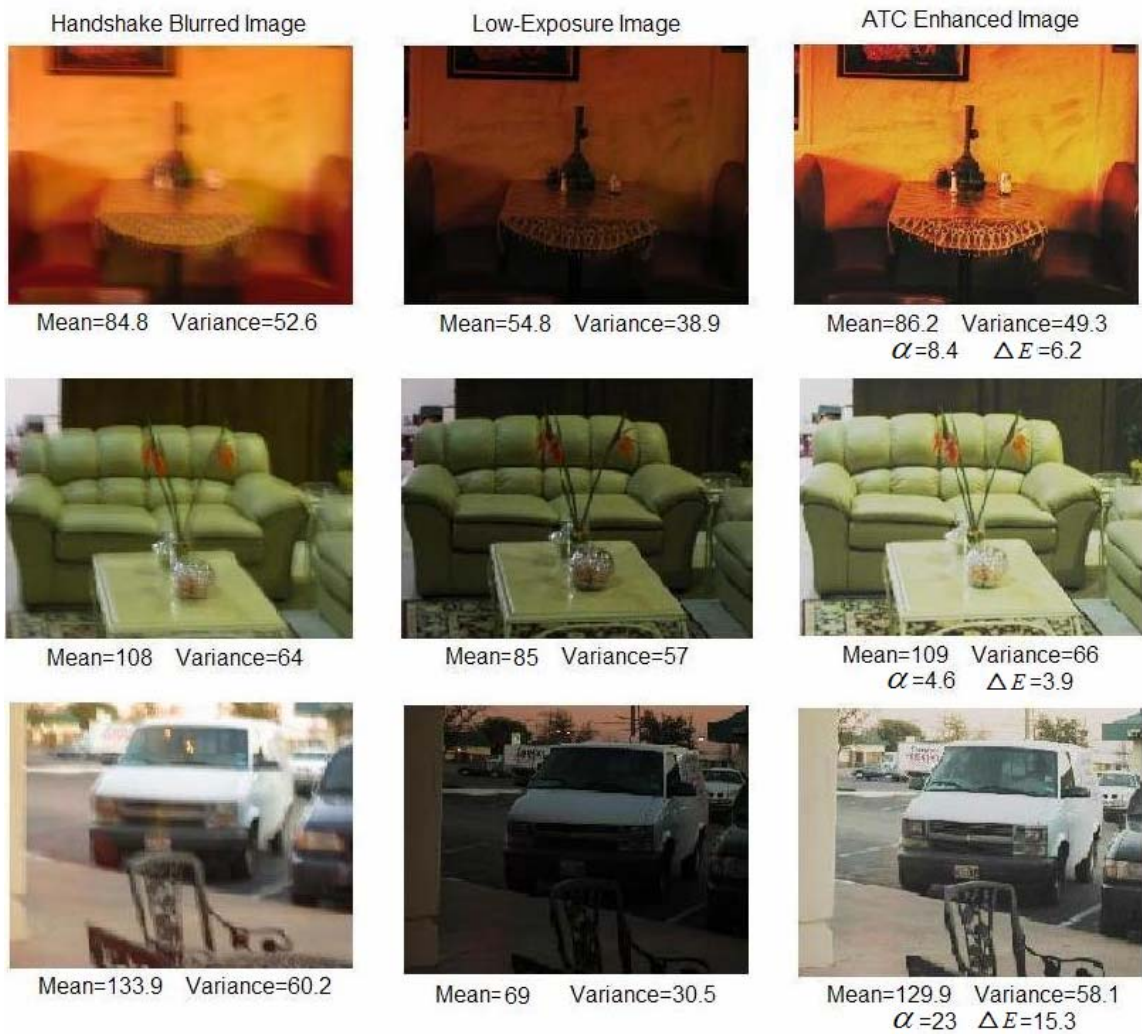 Handshake Blurred Image
Low-Exposure Image
ATC Enhanced Image
Mean=84.8 Variance=52.6
Mean=54.8 Variance=38.9
Mean=86.2 Variance=49.3
α=8.4 △E=6.2
Mean=108 Variance=64
Mean=85 Variance=57
Mean=109 Variance=66
α=4.6 △E=3.9
Mean=133.9 Variance=60.2
Mean=69 Variance=30.5
Mean=129.9 Variance=58.1
α=23 △E=15.3